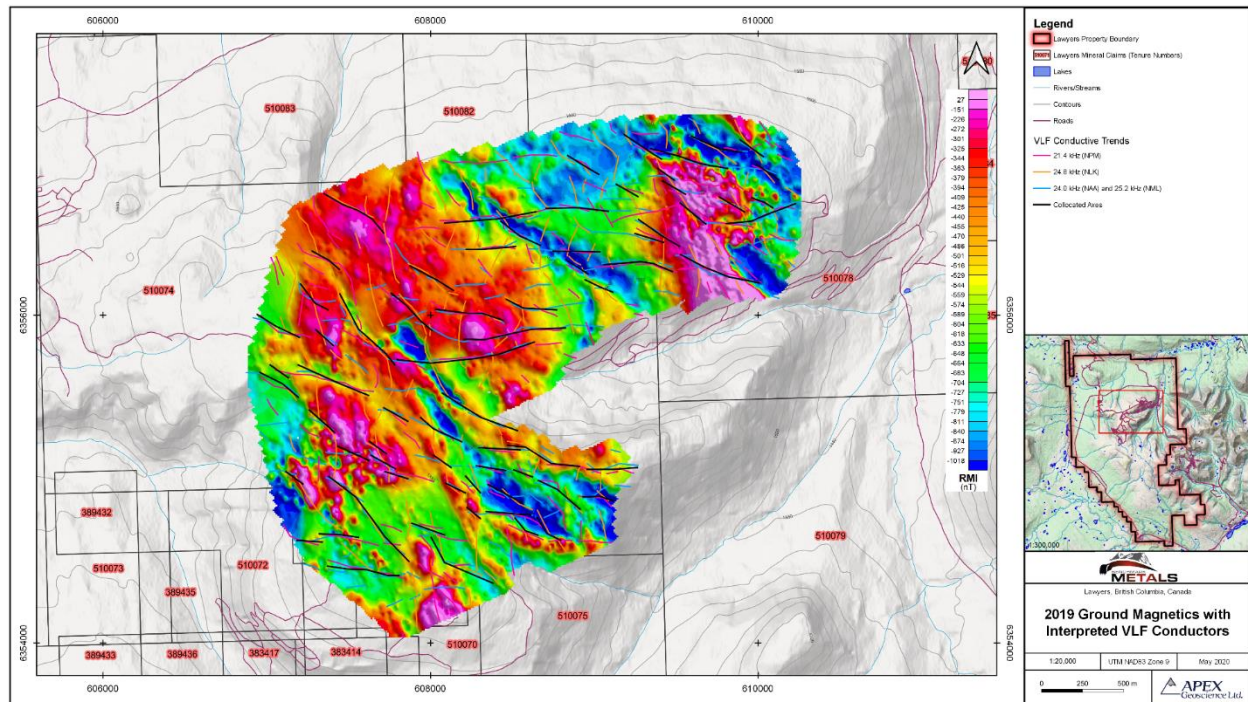 606000
608000
610000
510083
510082
510074
510078
6356000
6356000
389432
510079
510073
510072
389435
510075
6354000
6354000
389433
389436
383417
383414
510070
606000
608000
610000
27
-151
-226
-272
-301
-325
-344
-363
-379
-394
-409
-425
-440
-455
-470
-486
-501
-516
-529
-544
-559
-574
-589
-604
-618
-633
-648
-664
-683
-704
-727
-751
-779
-811
-840
-874
-927
-1018
RMI
(nT)
Legend
Lawyers Property Boundary
Lawyers Mineral Claims (Tenure Numbers)
Lakes
Rivers/Streams
Contours
Roads
VLF Conductive Trends
21.4 kHz (NPM)
24.8 kHz (NLK)
24.0 kHz (NAA) and 25.2 kHz (NML)
Collocated Area
1:300,000
METALS
Lawyers, British Columbia, Canada
2019 Ground Magnetics with
Interpreted VLF Conductors
1:20,000
UTM NAD83 Zone 9
May 2020
0 250 500 m
APEX
Geoscience Ltd.